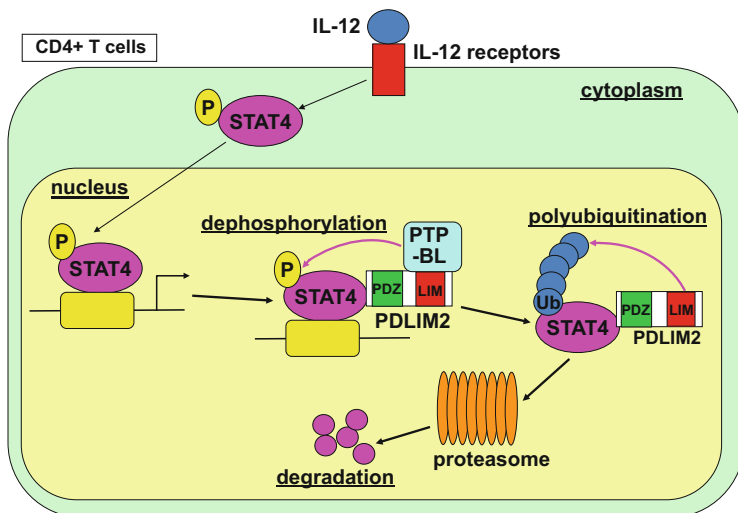 IL-12
CD4+ T cells
IL-12 receptors
cytoplasm
P
STAT4
nucleus
P
STAT4
dephosphorylation
PTP
-BL
P
STAT4
PDZ
LIM
PDLIM2
polyubiquitination
Ub
STAT4
PDZ
LIM
PDLIM2
proteasome
degradation